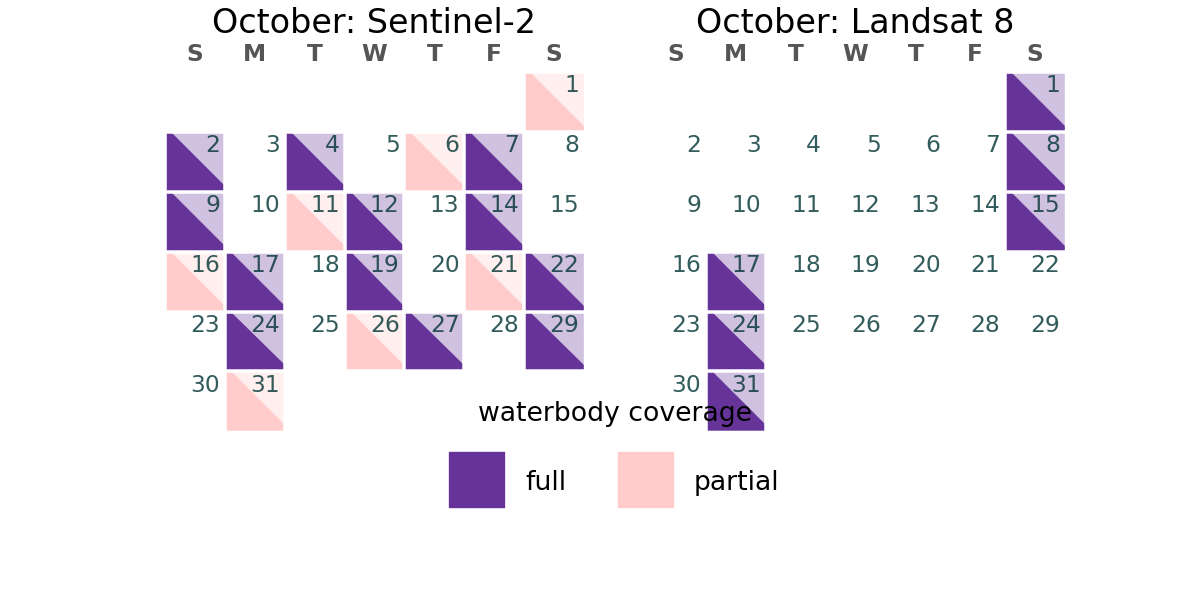 October: Sentinel-2
S M T W T F S
1
2 3 4 5 6 7 8
9 10 11 12 13 14 15
16 17 18 19 20 21 22
23 24 25 26 27 28 29
30 31
October: Landsat 8
S M T W T F S
1
2 3 4 5 6 7 8
9 10 11 12 13 14 15
16 17 18 19 20 21 22
23 24 25 26 27 28 29
30 31
waterbody coverage
full partial